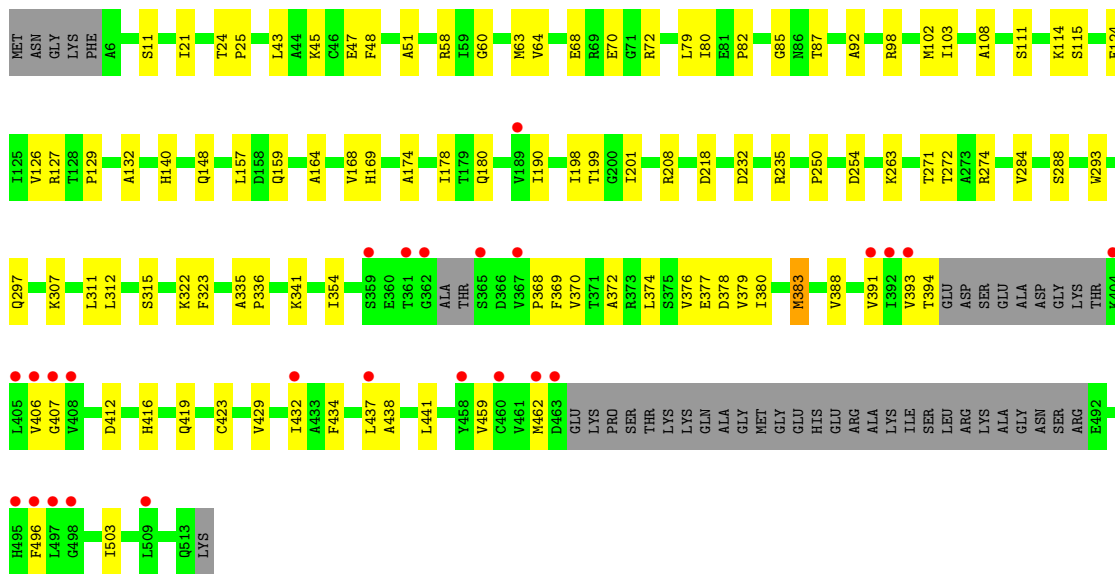 MET ASN GLY LYS PHE A6 S11 I21 T24 P25 L43 A44 K45 C46 E47 F48 A51 R58 I59 G60 M63 V64 E68 R69 E70 G71 R72 L79 I80 E81 P82 G85 N86 T87 A92 R98 M102 I103 A108 S111 K114 S115
I125 V126 R127 T128 P129 A132 H140 Q148 L157 D158 Q159 A164 V168 H169 A174 I178 T179 Q180 V189 I190 I198 T199 G200 I201 R208 D218 D232 R235 P250 D254 K263 T271 T272 A273 R274 V284 S288 W293
Q297 K307 L311 L312 S315 K322 F323 A335 P336 K341 I354 S359 E360 T361 G362 ALA THR S365 D366 V367 P368 F369 V370 T371 A372 R373 L374 S375 V376 E377 D378 V379 I380 M383 V388 V391 I392 V393 T394 GLU ASP SER GLU ALA ASP GLY LYS THR K404
L405 V406 G407 V408 D412 H416 Q419 C423 V429 I432 A433 F434 L437 A438 L441 Y458 V459 C460 V461 M462 D463 GLU LYS PRO SER THR LYS LYS GLN ALA GLY MET GLY GLU HIS GLU ARG ALA LYS ILE SER LEU ARG LYS ALA GLY ASN SER ARG E492
H495 F496 L497 G498 I503 L509 Q513 LYS